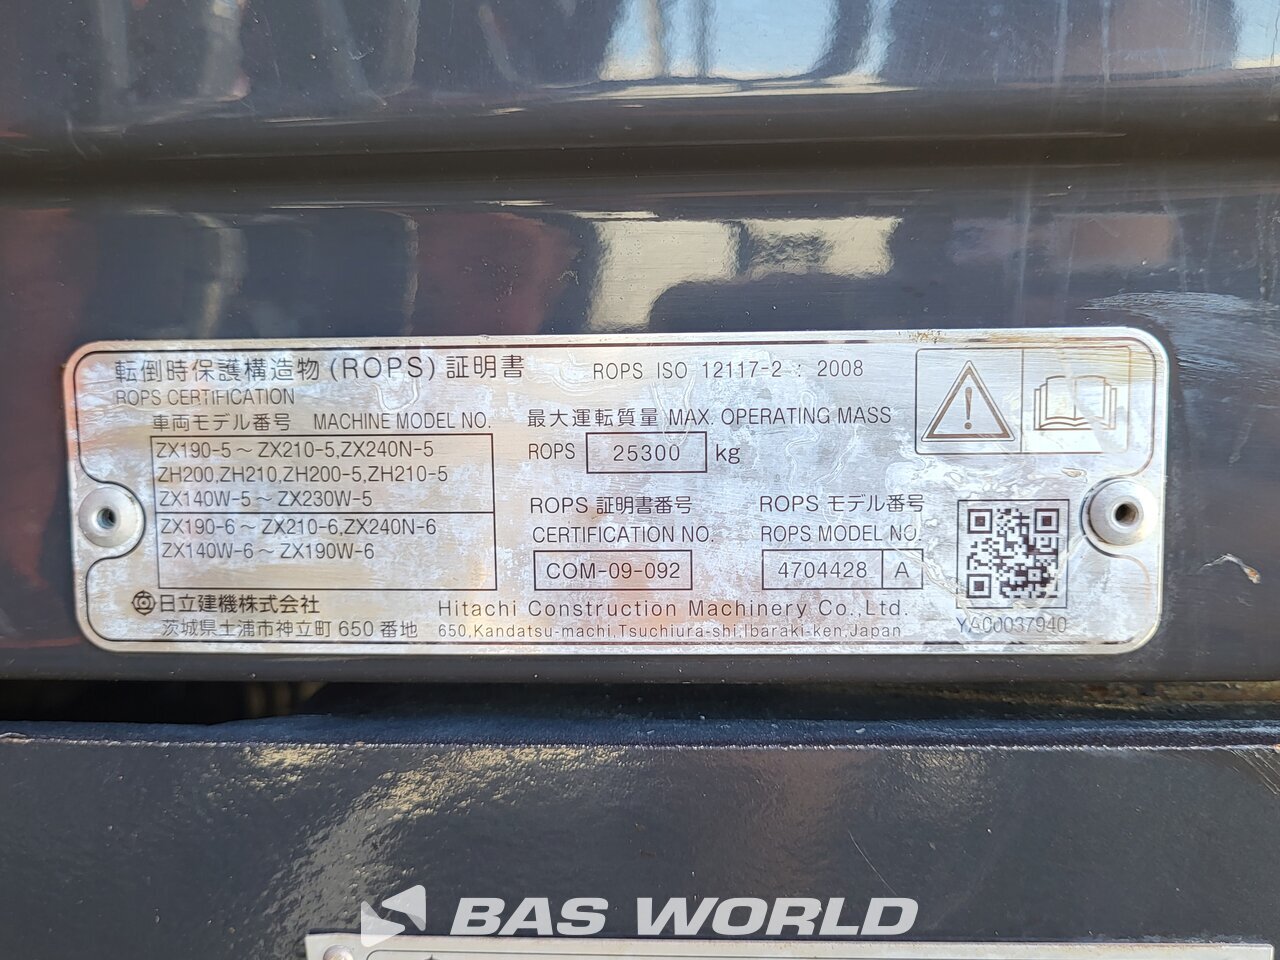 転倒時保護構造物(ROPS)証明書 ROPS ISO 12117-2 : 2008
ROPS CERTIFICATION
車両モデル番号 MACHINE MODEL NO. 最大運転質量 MAX. OPERATING MASS
ZX190-5～ZX210-5,ZX240N-5
ROPS 25300 kg
ZH200,ZH210,ZH200-5,ZH210-5
ZX140W-5～ZX230W-5
ZX190-6～ZX210-6,ZX240N-6
ZX140W-6～ZX190W-6
ROPS 証明書番号 ROPS モデル番号
CERTIFICATION NO. ROPS MODEL NO.
COM-09-092 4704428 A
日立建機株式会社 Hitachi Construction Machinery Co., Ltd.
茨城県土浦市神立町 650 番地 650,Kandatsu-machi,Tsuchiura-shi,Ibaraki-ken,Japan
YA00037940
BAS WORLD